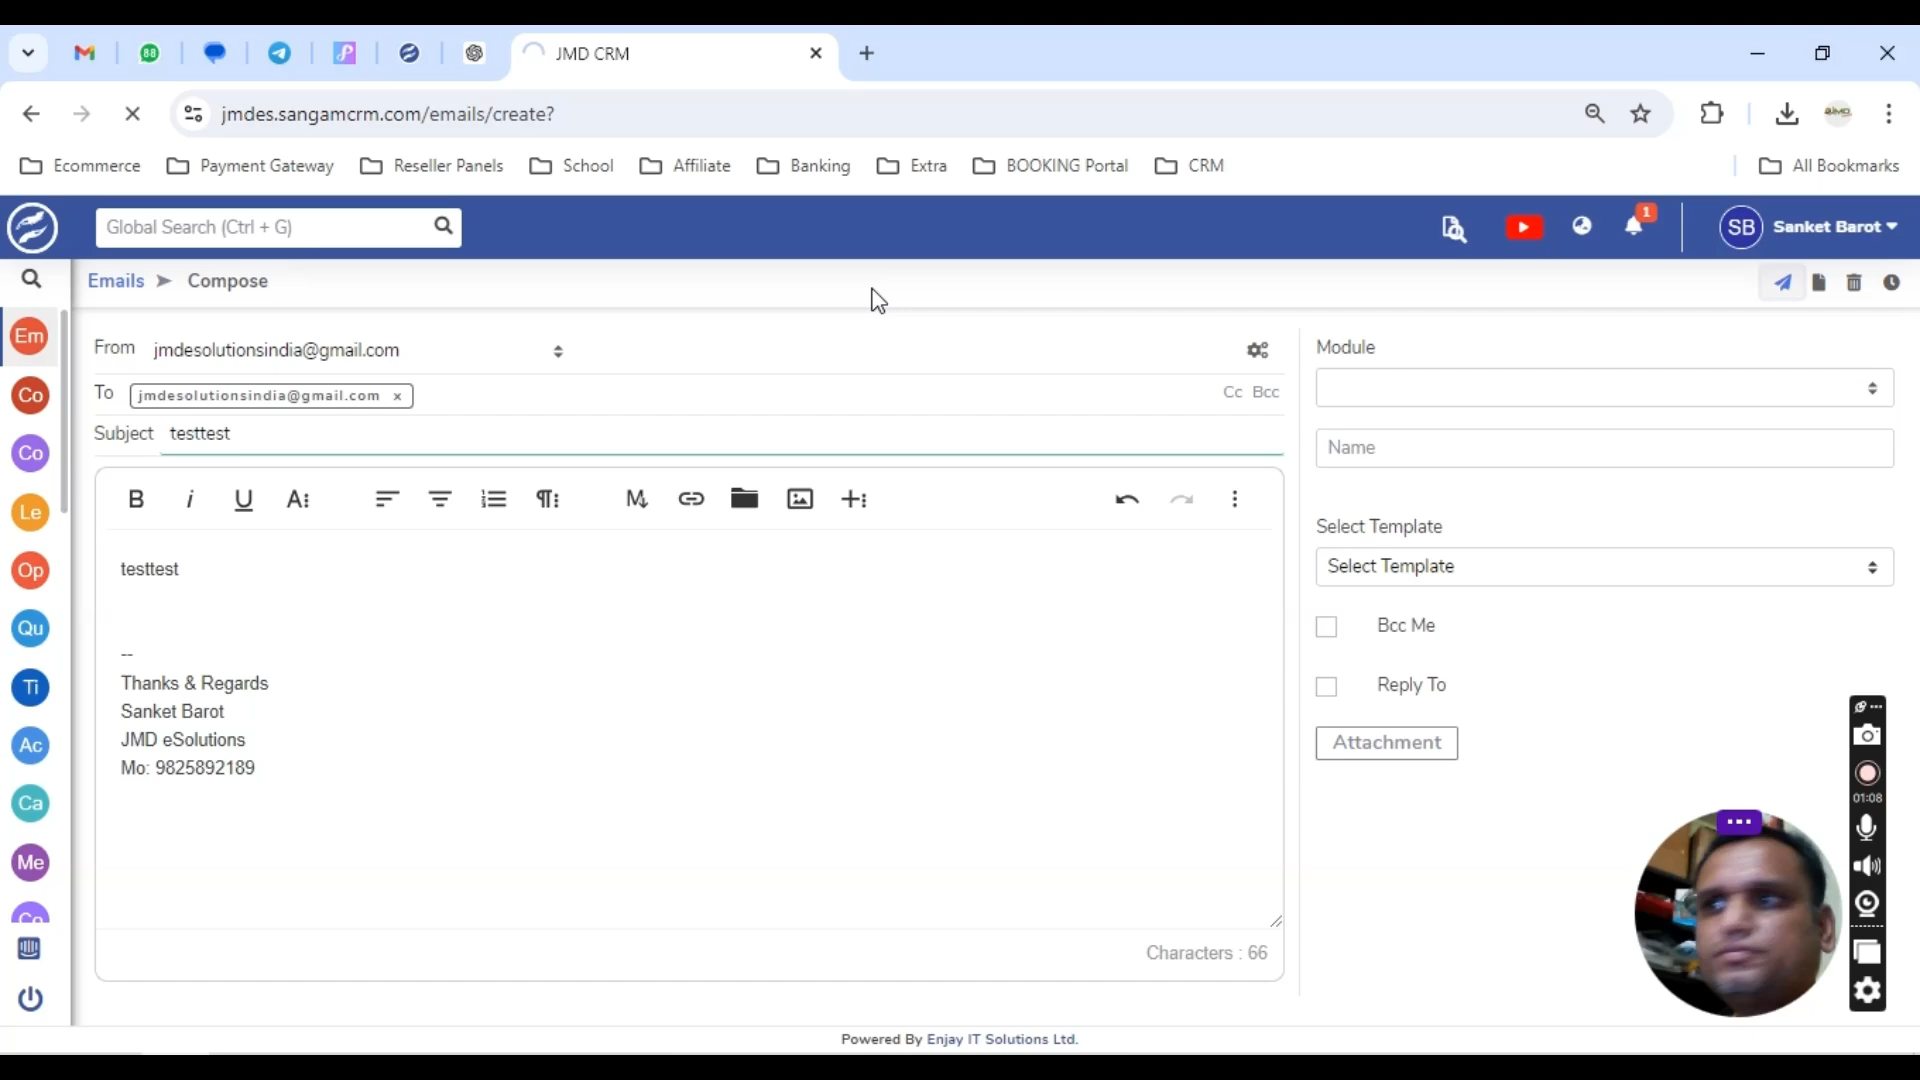 JMD CRM
jmdes.sangamcrm.com/emails/create?
Ecommerce Payment Gateway Reseller Panels School Affiliate Banking Extra BOOKING Portal CRM All Bookmarks
Global Search (Ctrl + G)
1
SB Sanket Barot
Emails Compose
From jmdesolutionsindia@gmail.com
To jmdesolutionsindia@gmail.com × Cc Bcc
Subject testtest
testtest
--
Thanks & Regards
Sanket Barot
JMD eSolutions
Mo: 9825892189
Characters : 66
Module
Name
Select Template
Select Template
Bcc Me
Reply To
Attachment
Em
Co
Co
Le
Op
Qu
Ti
Ac
Ca
Me
Co
01:08
Powered By Enjay IT Solutions Ltd.